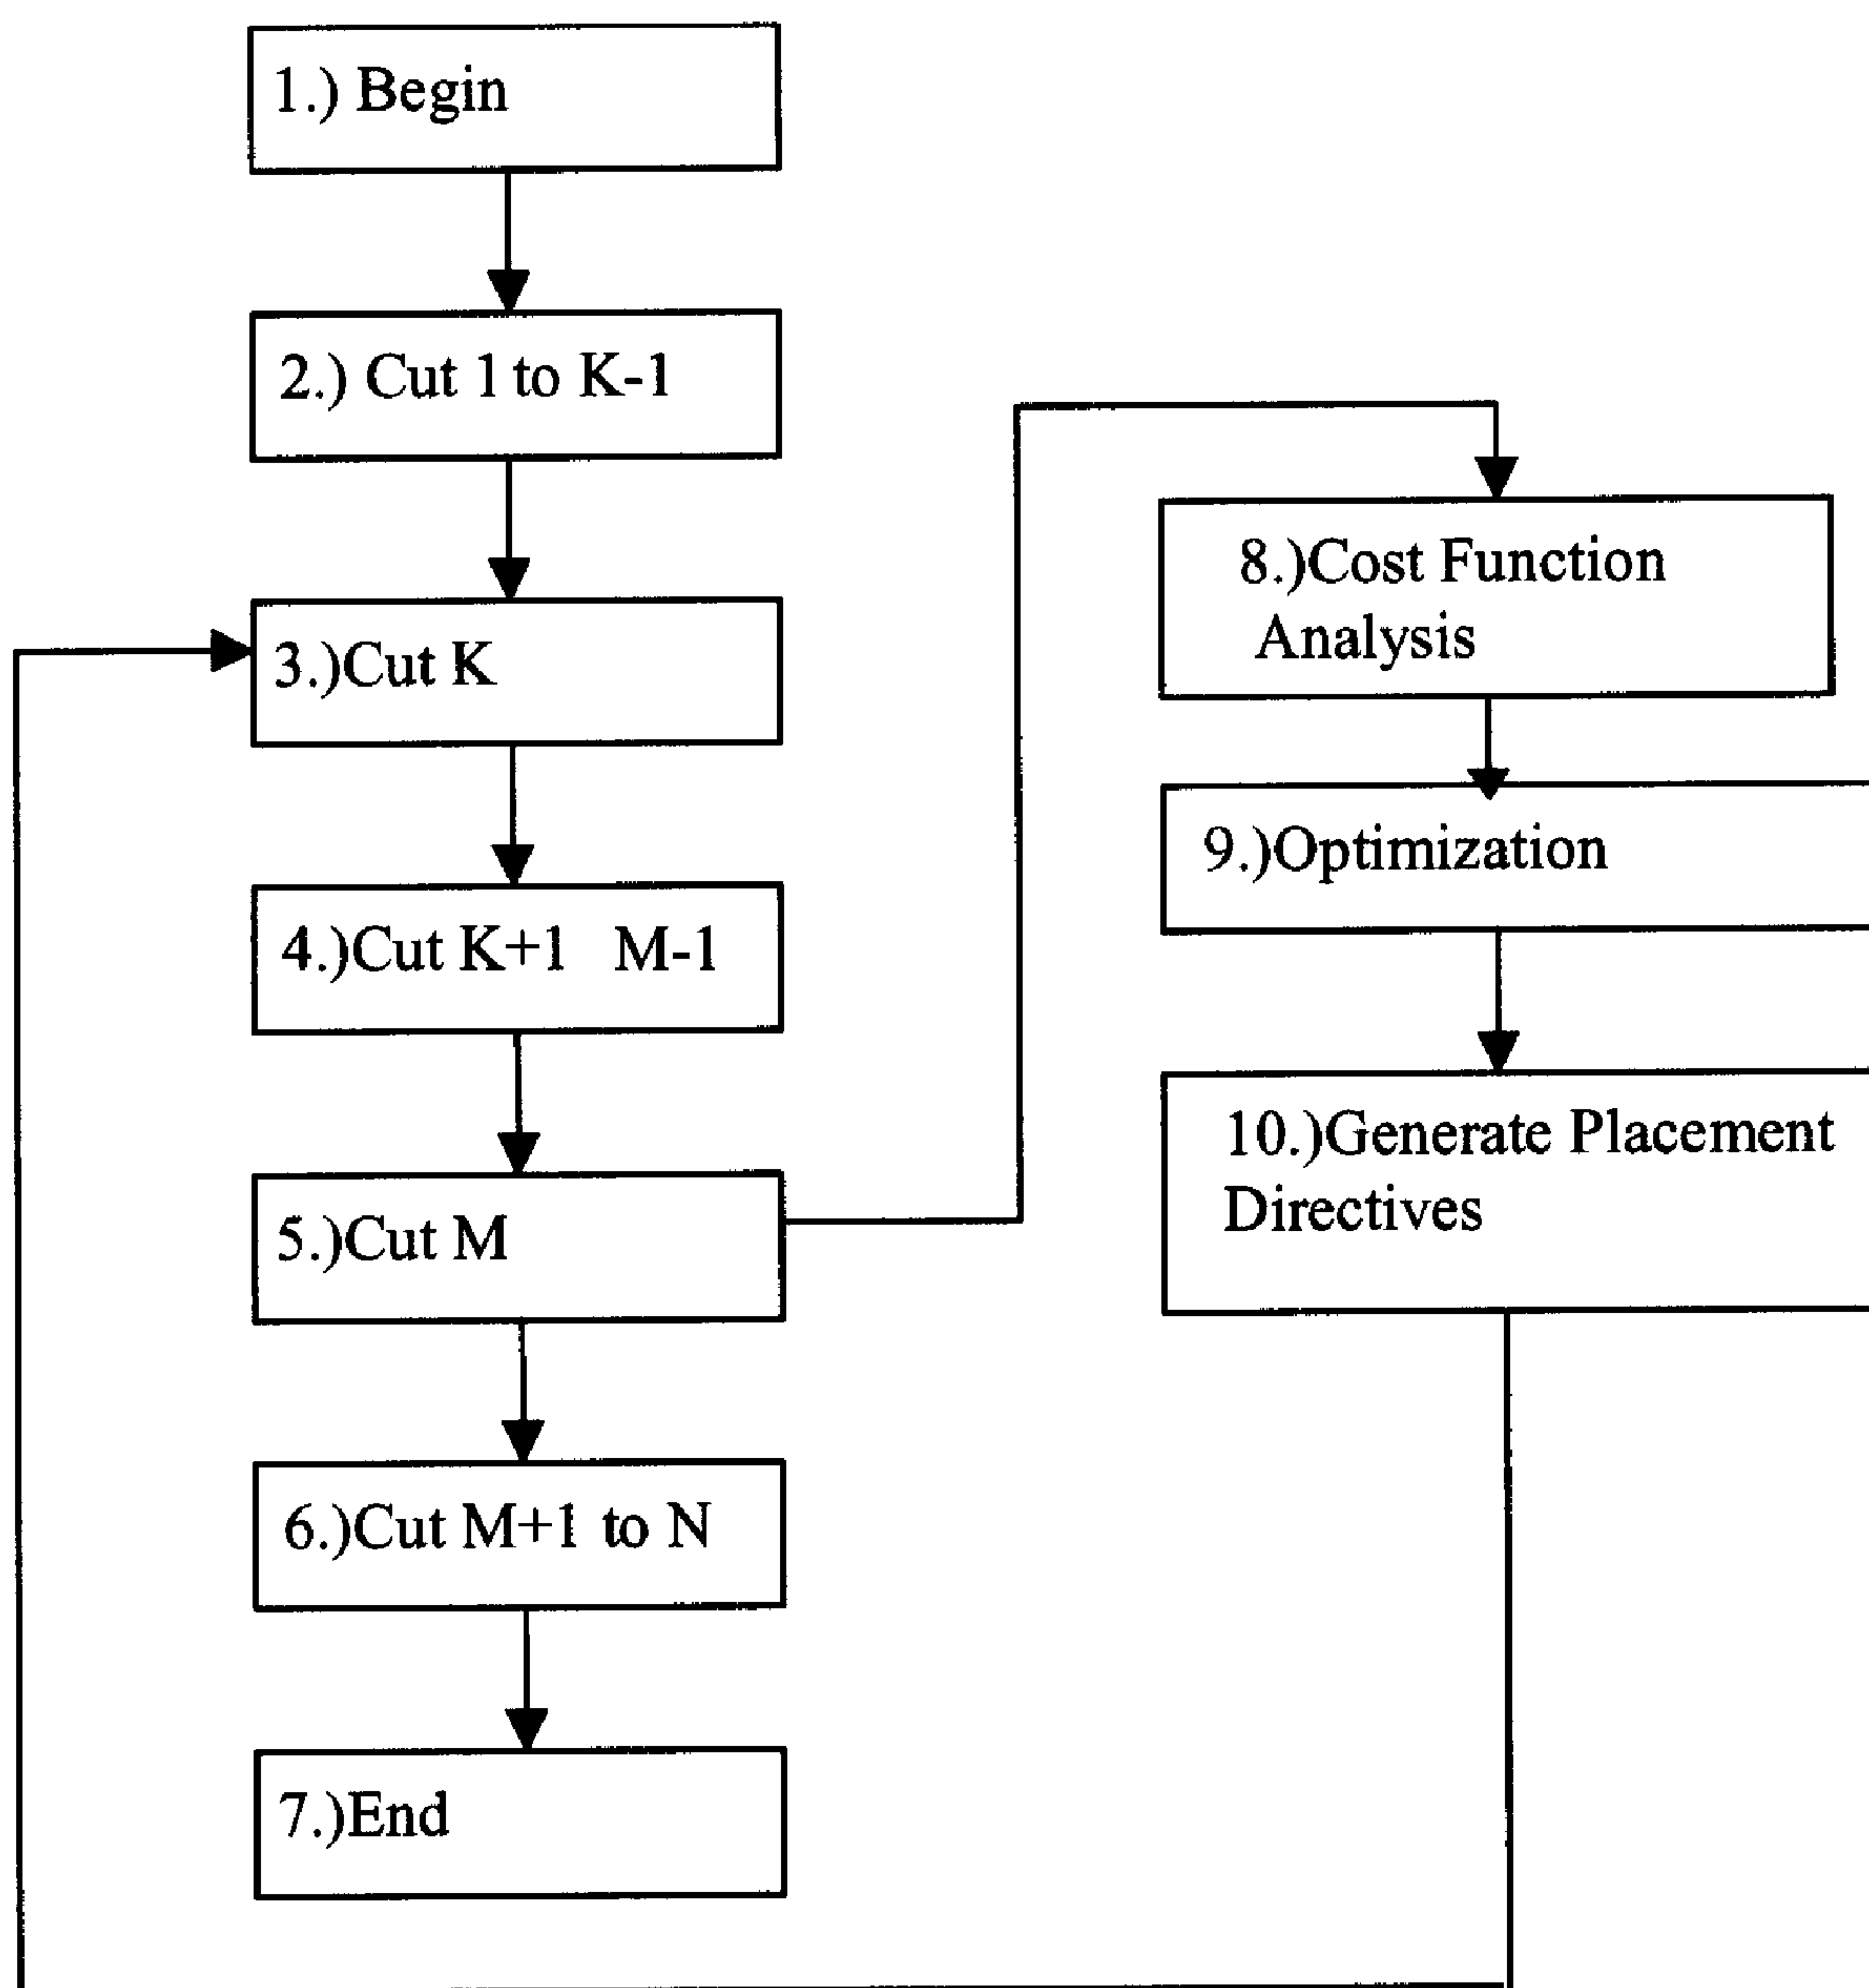 1.) Begin
2.) Cut 1 to K-1
3.)Cut K
4.)Cut K+1 M-1
5.)Cut M
6.)Cut M+1 to N
7.)End
8.)Cost Function
Analysis
9.)Optimization
10.)Generate Placement
Directives